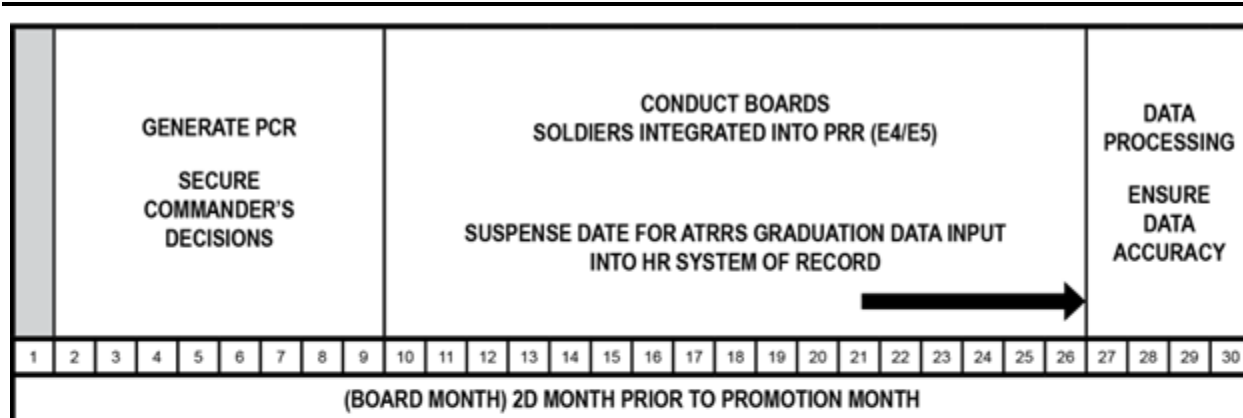 GENERATE PCR
SECURE
COMMANDER'S
DECISIONS
CONDUCT BOARDS
SOLDIERS INTEGRATED INTO PRR (E4/E5)
SUSPENSE DATE FOR ATRRS GRADUATION DATA INPUT
INTO HR SYSTEM OF RECORD
DATA
PROCESSING
ENSURE
DATA
ACCURACY
1 2 3 4 5 6 7 8 9 10 11 12 13 14 15 16 17 18 19 20 21 22 23 24 25 26 27 28 29 30
(BOARD MONTH) 2D MONTH PRIOR TO PROMOTION MONTH